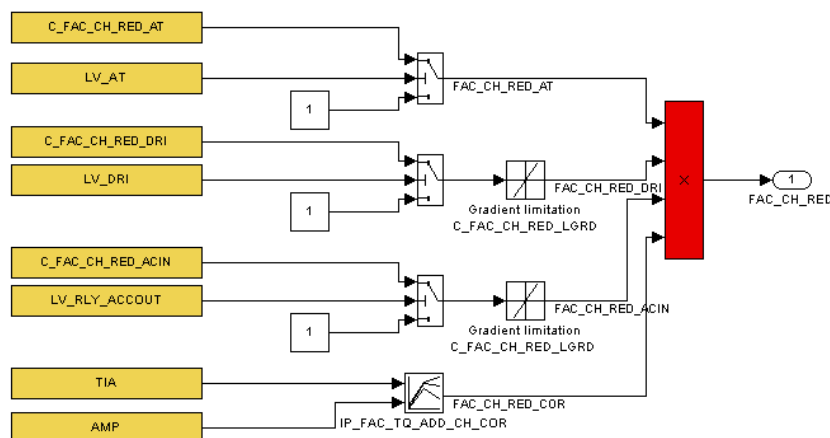 C_FAC_CH_RED_AT
LV_AT
1
FAC_CH_RED_AT
C_FAC_CH_RED_DRI
LV_DRI
1
FAC_CH_RED_DRI
Gradient limitation
C_FAC_CH_RED_LGRD
×
1
FAC_CH_RED
C_FAC_CH_RED_ACIN
LV_RLY_ACCOUT
1
FAC_CH_RED_ACIN
Gradient limitation
C_FAC_CH_RED_LGRD
TIA
AMP
FAC_CH_RED_COR
IP_FAC_TQ_ADD_CH_COR